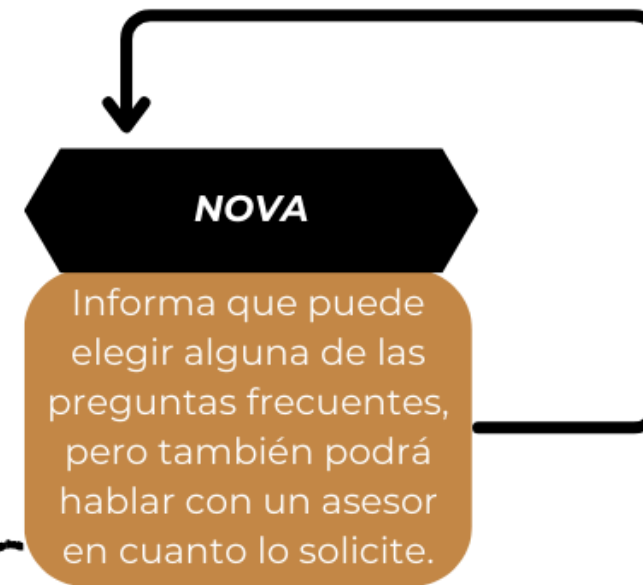 NOVA
Informa que puede
elegir alguna de las
preguntas frecuentes,
pero también podrá
hablar con un asesor
en cuanto lo solicite.